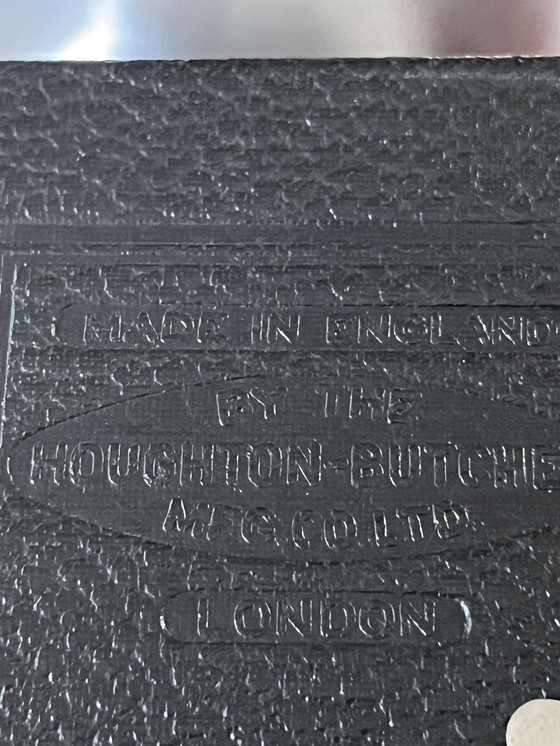 MADE IN ENGLAND
BY THE
HOUGHTON-BUTCHE
MFG.CO.LTD.
LONDON